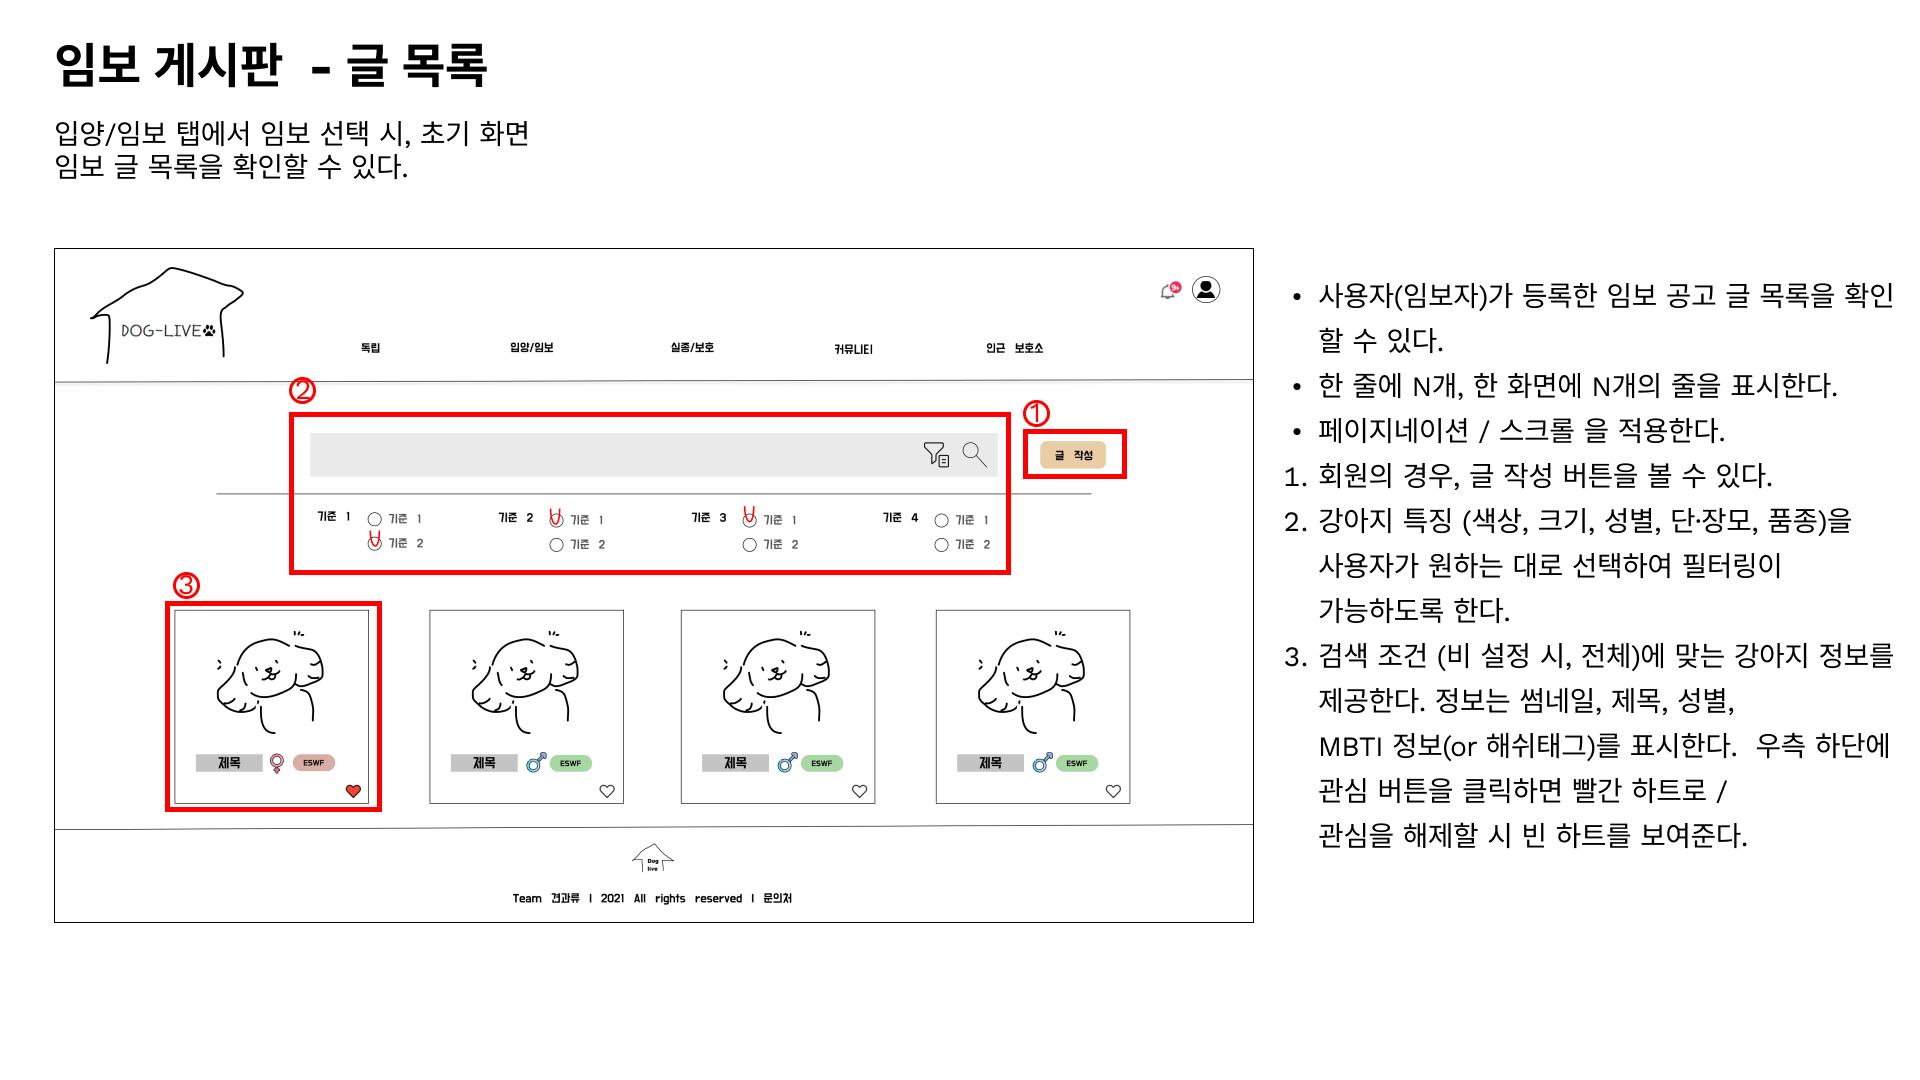 임보 게시판 - 글 목록
입양/임보 탭에서 임보 선택 시, 초기 화면
임보 글 목록을 확인할 수 있다.
DOG-LIVE
9+
독립 입양/임보 실종/보호 커뮤니티 인근 보호소
②
①
글 작성
기준 1 기준 1 기준 2 기준 1 기준 3 기준 1 기준 4 기준 1
기준 2 기준 2 기준 2 기준 2
③
제목 ESWF 제목 ESWF 제목 ESWF 제목 ESWF
Dog
live
Team 견과류 | 2021 All rights reserved | 문의처
• 사용자(임보자)가 등록한 임보 공고 글 목록을 확인
할 수 있다.
• 한 줄에 N개, 한 화면에 N개의 줄을 표시한다.
• 페이지네이션 / 스크롤 을 적용한다.
1. 회원의 경우, 글 작성 버튼을 볼 수 있다.
2. 강아지 특징 (색상, 크기, 성별, 단·장모, 품종)을
사용자가 원하는 대로 선택하여 필터링이
가능하도록 한다.
3. 검색 조건 (비 설정 시, 전체)에 맞는 강아지 정보를
제공한다. 정보는 썸네일, 제목, 성별,
MBTI 정보(or 해쉬태그)를 표시한다. 우측 하단에
관심 버튼을 클릭하면 빨간 하트로 /
관심을 해제할 시 빈 하트를 보여준다.